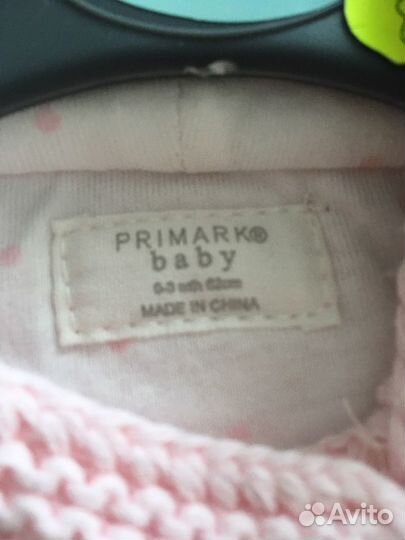 PRIMARK®
baby
0-3 mth 62cm
MADE IN CHINA
Avito